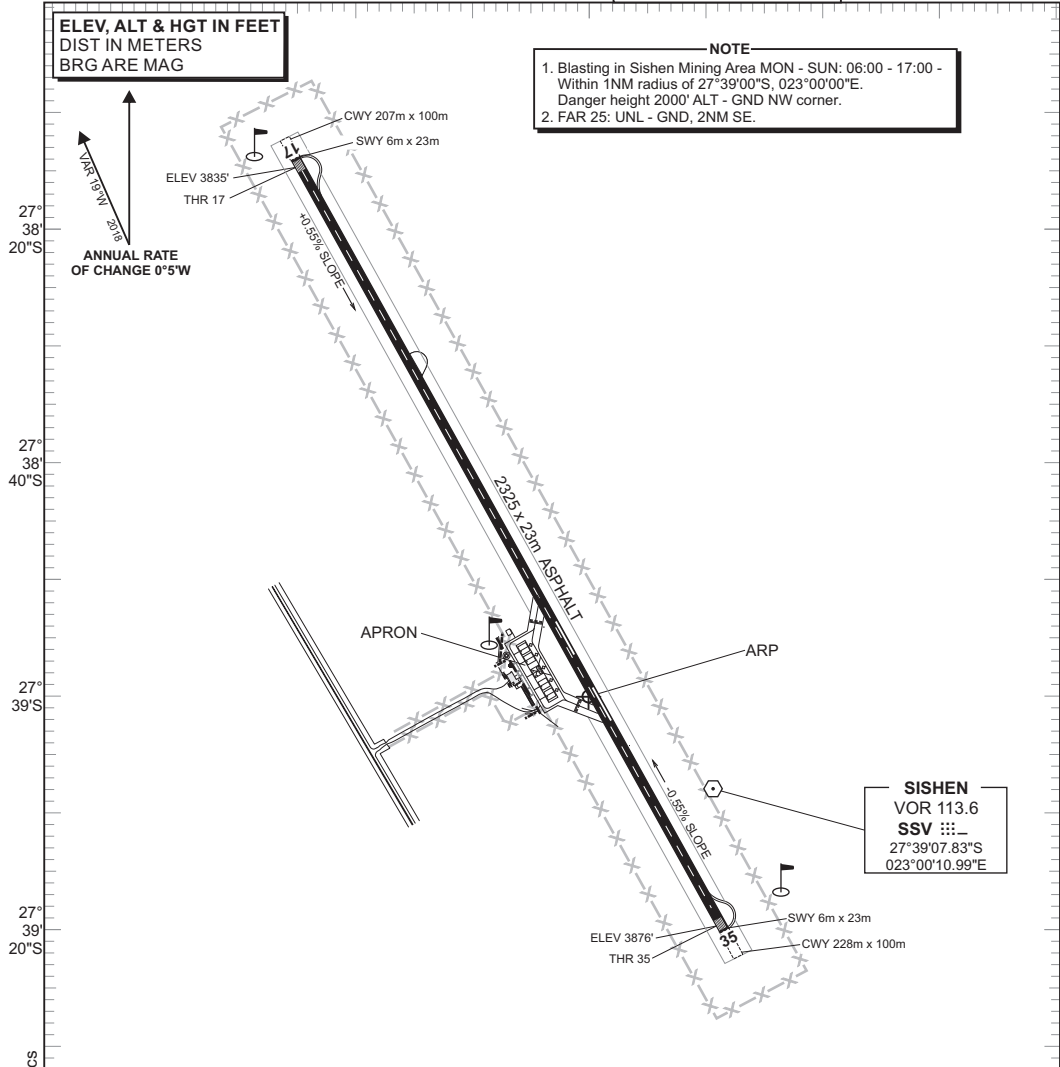 ELEV, ALT & HGT IN FEET
DIST IN METERS
BRG ARE MAG
NOTE
1. Blasting in Sishen Mining Area MON - SUN: 06:00 - 17:00 -
Within 1NM radius of 27°39'00"S, 023°00'00"E.
Danger height 2000' ALT - GND NW corner.
2. FAR 25: UNL - GND, 2NM SE.
VAR 19°W
2018
ANNUAL RATE
OF CHANGE 0°5'W
CWY 207m x 100m
SWY 6m x 23m
17
ELEV 3835'
THR 17
+0.55% SLOPE
27°
38'
20"S
27°
38'
40"S
2325 x 23m ASPHALT
APRON
ARP
27°
39'S
-0.55% SLOPE
SISHEN
VOR 113.6
SSV
27°39'07.83"S
023°00'10.99"E
SWY 6m x 23m
35
ELEV 3876'
THR 35
CWY 228m x 100m
27°
39'
20"S
CS